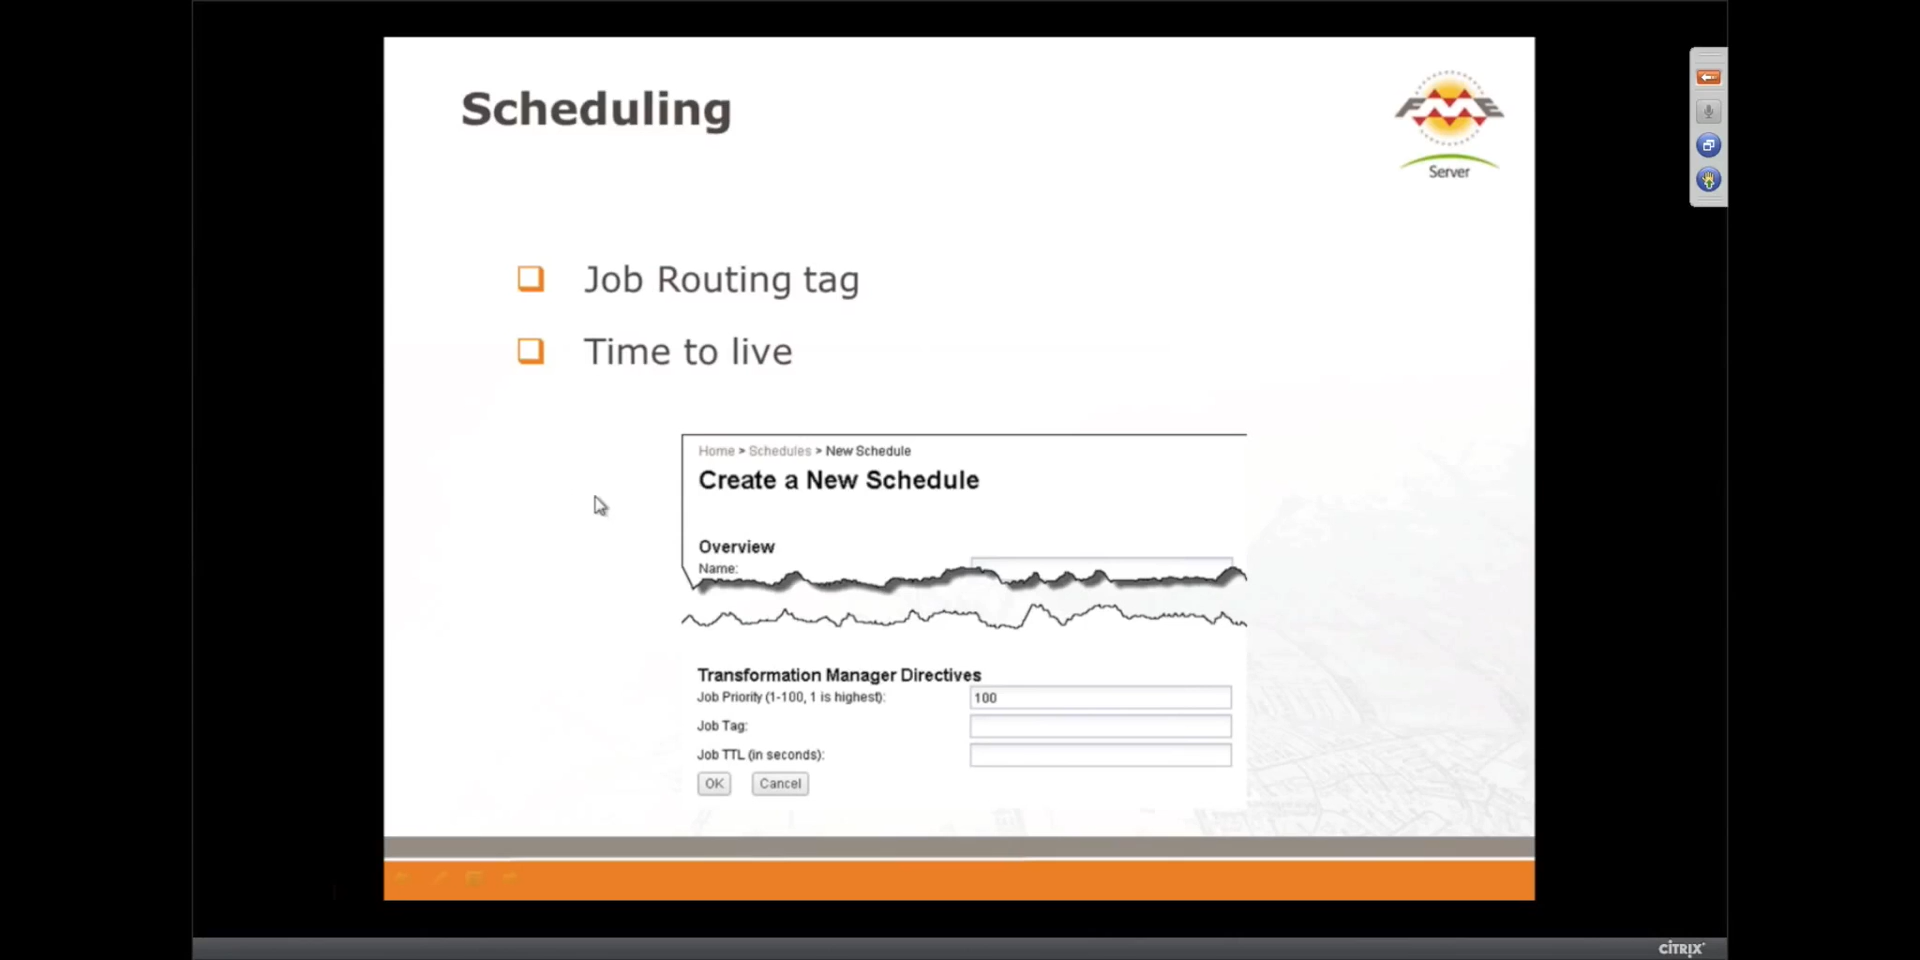 Scheduling
FME
Server
Job Routing tag
Time to live
Home > Schedules > New Schedule
Create a New Schedule
Overview
Name:
Transformation Manager Directives
Job Priority (1-100, 1 is highest):
100
Job Tag:
Job TTL (in seconds):
OK
Cancel
CITRIX